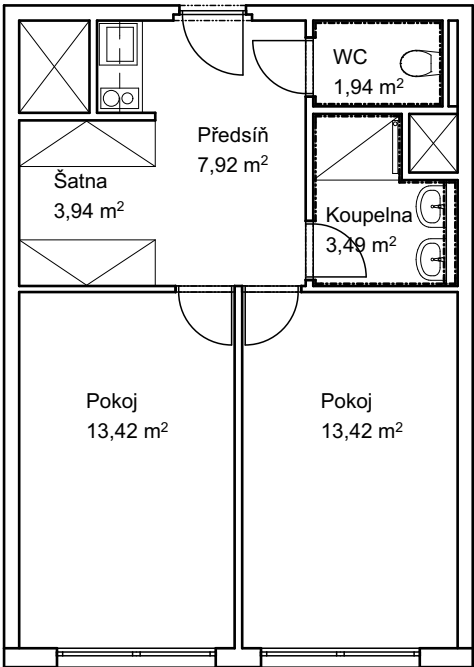 WC
1,94 m²
Předsíň
7,92 m²
Šatna
3,94 m²
Koupelna
3,49 m²
Pokoj
13,42 m²
Pokoj
13,42 m²